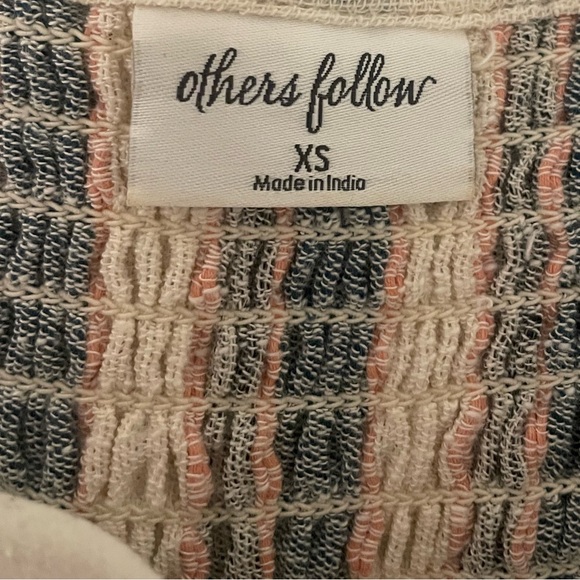 others follow
XS
Made in India